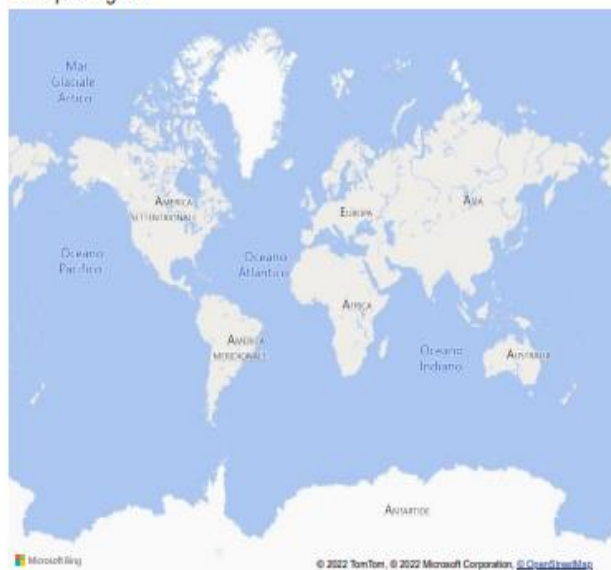 Mar
Glaciale
Artico
AMERICA
SETTENTRIONALE
EUROPA
ASIA
Oceano
Pacifico
Oceano
Atlantico
AFRICA
AMERICA
MERIDIONALE
Oceano
Indiano
AUSTRALIA
ANTARTIDE
Microsoft Bing
© 2022 TomTom, © 2022 Microsoft Corporation, © OpenStreetMap